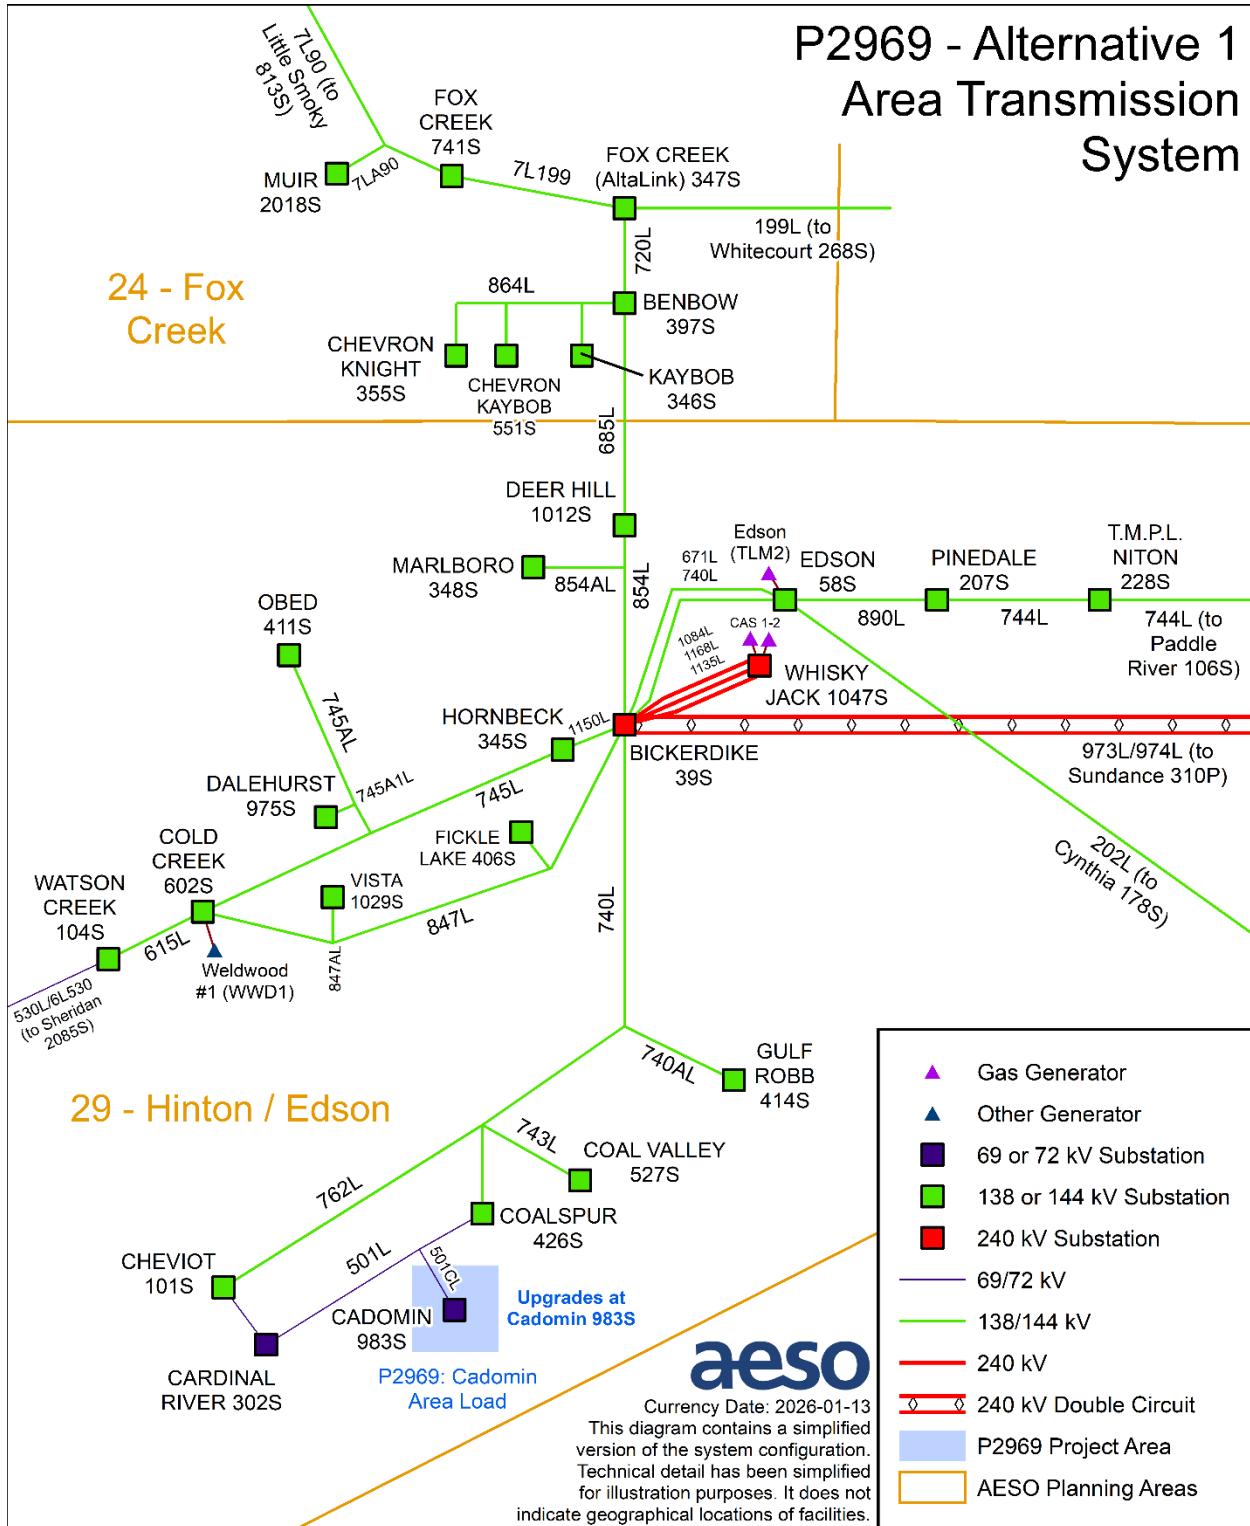 P2969 - Alternative 1
Area Transmission
System
7L90 (to
Little Smoky
813S)
FOX
CREEK
741S
MUIR
2018S
7LA90
7L199
FOX CREEK
(AltaLink) 347S
199L (to
Whitecourt 268S)
720L
24 - Fox
Creek
864L
BENBOW
397S
CHEVRON
KNIGHT
355S
CHEVRON
KAYBOB
551S
KAYBOB
346S
685L
DEER HILL
1012S
MARLBORO
348S
854AL
854L
671L
740L
Edson
(TLM2)
EDSON
58S
PINEDALE
207S
T.M.P.L.
NITON
228S
890L
744L
744L (to
Paddle
River 106S)
OBED
411S
CAS 1-2
1084L
1168L
1135L
WHISKY
JACK 1047S
745AL
HORNBECK
345S
1150L
BICKERDIKE
39S
973L/974L (to
Sundance 310P)
DALEHURST
975S
745A1L
745L
COLD
CREEK
602S
FICKLE
LAKE 406S
WATSON
CREEK
104S
VISTA
1029S
847L
740L
202L (to
Cynthia 178S)
615L
847AL
Weldwood
#1 (WWD1)
530L/6L530
(to Sheridan
2085S)
740AL
GULF
ROBB
414S
29 - Hinton / Edson
743L
COAL VALLEY
527S
762L
COALSPUR
426S
CHEVIOT
101S
501L
501CL
CADOMIN
983S
Upgrades at
Cadomin 983S
CARDINAL
RIVER 302S
P2969: Cadomin
Area Load
aeso
Currency Date: 2026-01-13
This diagram contains a simplified
version of the system configuration.
Technical detail has been simplified
for illustration purposes. It does not
indicate geographical locations of facilities.
Gas Generator
Other Generator
69 or 72 kV Substation
138 or 144 kV Substation
240 kV Substation
69/72 kV
138/144 kV
240 kV
240 kV Double Circuit
P2969 Project Area
AESO Planning Areas